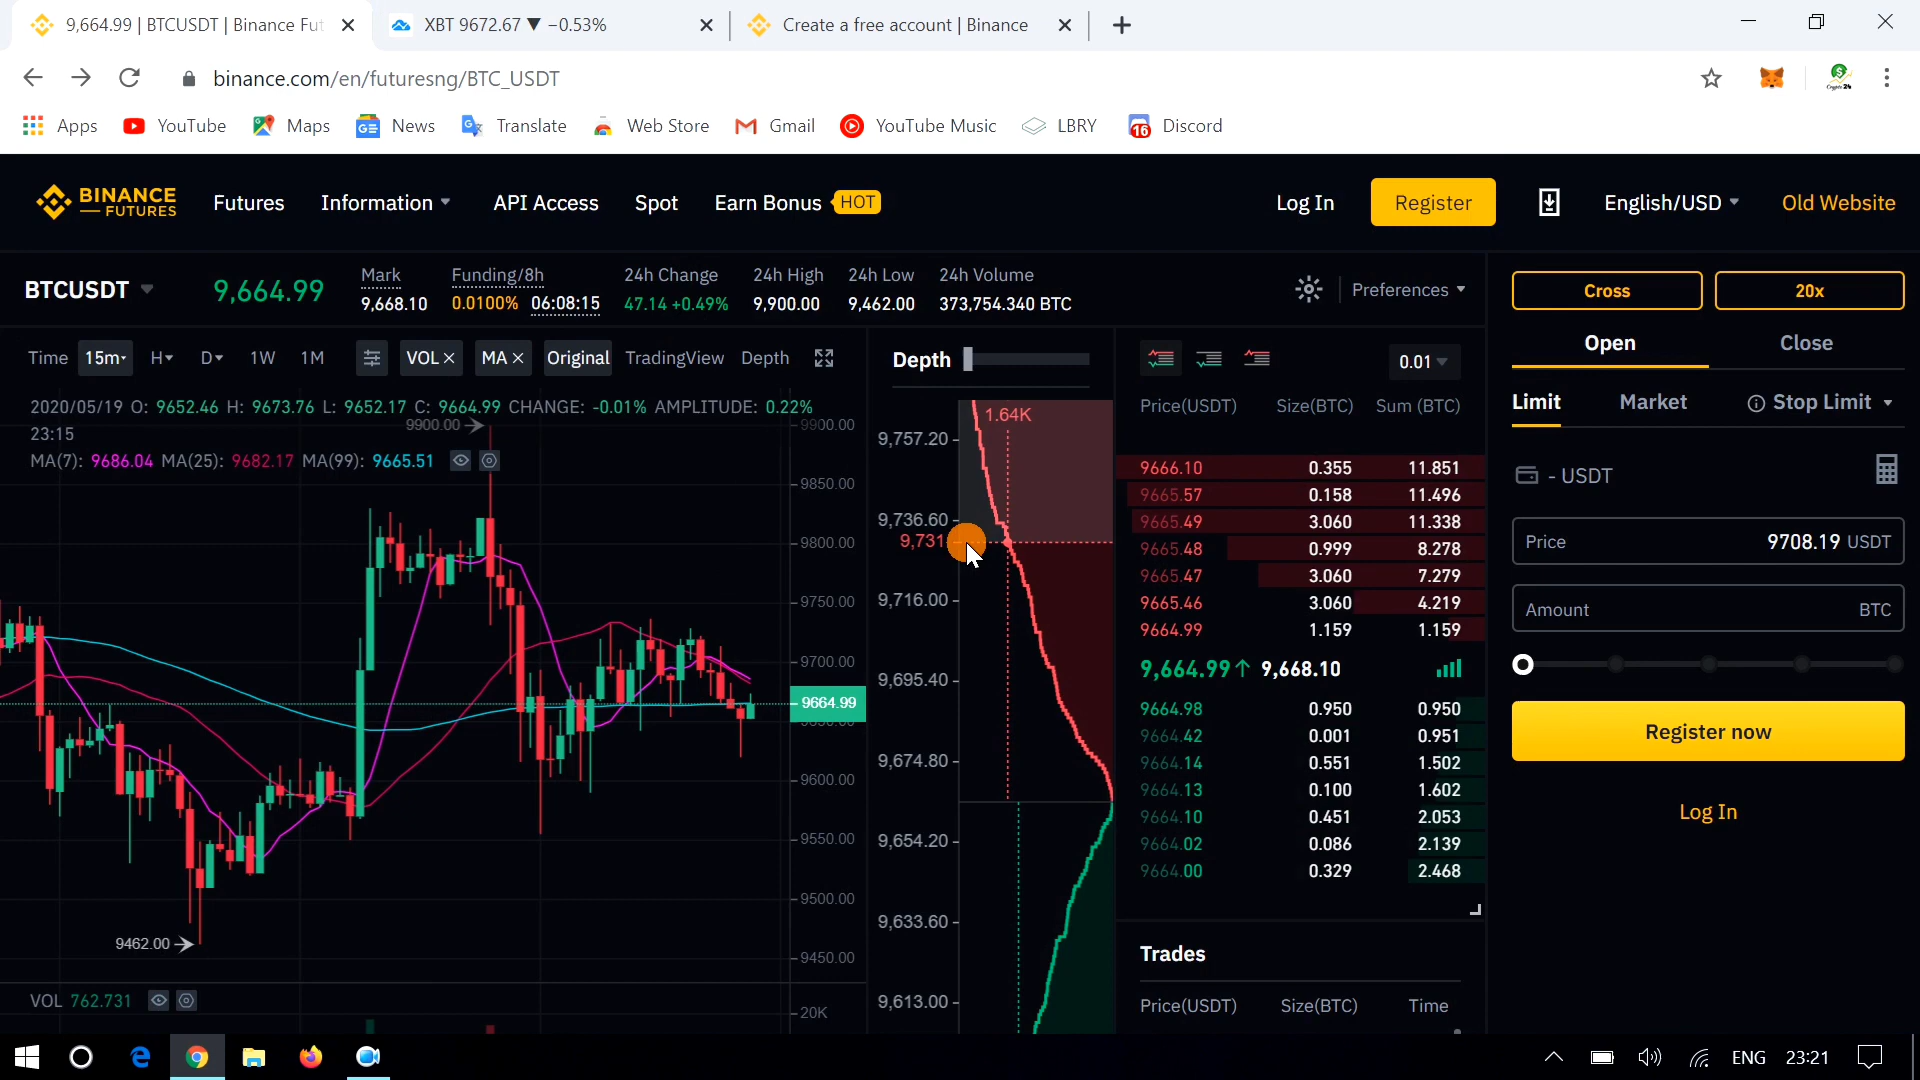 9,664.99 | BTCUSDT | Binance Fut
XBT 9672.67 ▼ −0.53%
Create a free account | Binance
binance.com/en/futuresng/BTC_USDT
Apps YouTube Maps News Translate Web Store Gmail YouTube Music LBRY 16 Discord
BINANCE
FUTURES
Futures Information API Access Spot Earn Bonus HOT Log In Register English/USD Old Website
BTCUSDT 9,664.99
Mark Funding/8h 24h Change 24h High 24h Low 24h Volume
9,668.10 0.0100% 06:08:15 47.14 +0.49% 9,900.00 9,462.00 373,754.340 BTC
Preferences
Time 15m H D 1W 1M VOL MA Original TradingView Depth
2020/05/19 O: 9652.46 H: 9673.76 L: 9652.17 C: 9664.99 CHANGE: -0.01% AMPLITUDE: 0.22%
23:15
MA(7): 9686.04 MA(25): 9682.17 MA(99): 9665.51
9900.00
9900.00
9850.00
9800.00
9750.00
9700.00
9664.99
9600.00
9550.00
9500.00
9450.00
9462.00
VOL 762.731
20K
Depth
1.64K
9,757.20
9,736.60
9,731
9,716.00
9,695.40
9,674.80
9,654.20
9,633.60
9,613.00
0.01
Price(USDT) Size(BTC) Sum (BTC)
9666.10 0.355 11.851
9665.57 0.158 11.496
9665.49 3.060 11.338
9665.48 0.999 8.278
9665.47 3.060 7.279
9665.46 3.060 4.219
9664.99 1.159 1.159
9,664.99↑ 9,668.10
9664.98 0.950 0.950
9664.42 0.001 0.951
9664.14 0.551 1.502
9664.13 0.100 1.602
9664.10 0.451 2.053
9664.02 0.086 2.139
9664.00 0.329 2.468
Trades
Price(USDT) Size(BTC) Time
Cross 20x
Open Close
Limit Market Stop Limit
- USDT
Price 9708.19 USDT
Amount BTC
Register now
Log In
ENG 23:21